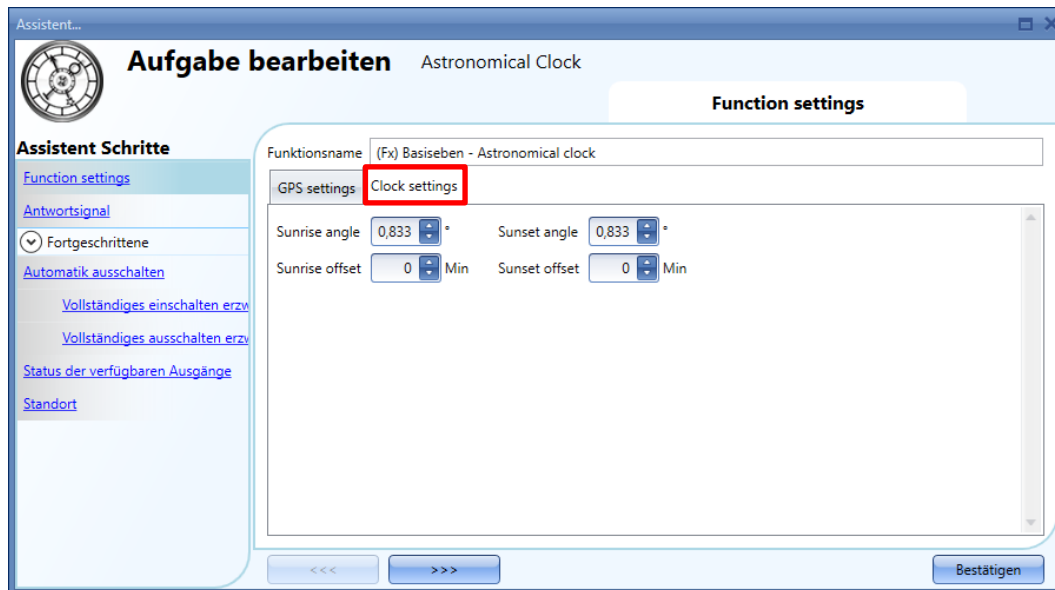 Assistent...
Aufgabe bearbeiten Astronomical Clock
Function settings
Assistent Schritte
Function settings
Antwortsignal
Fortgeschrittene
Automatik ausschalten
Vollständiges einschalten erzw
Vollständiges ausschalten erzw
Status der verfügbaren Ausgänge
Standort
Funktionsname (Fx) Basiseben - Astronomical clock
GPS settings Clock settings
Sunrise angle 0,833 ° Sunset angle 0,833 °
Sunrise offset 0 Min Sunset offset 0 Min
<<< >>> Bestätigen